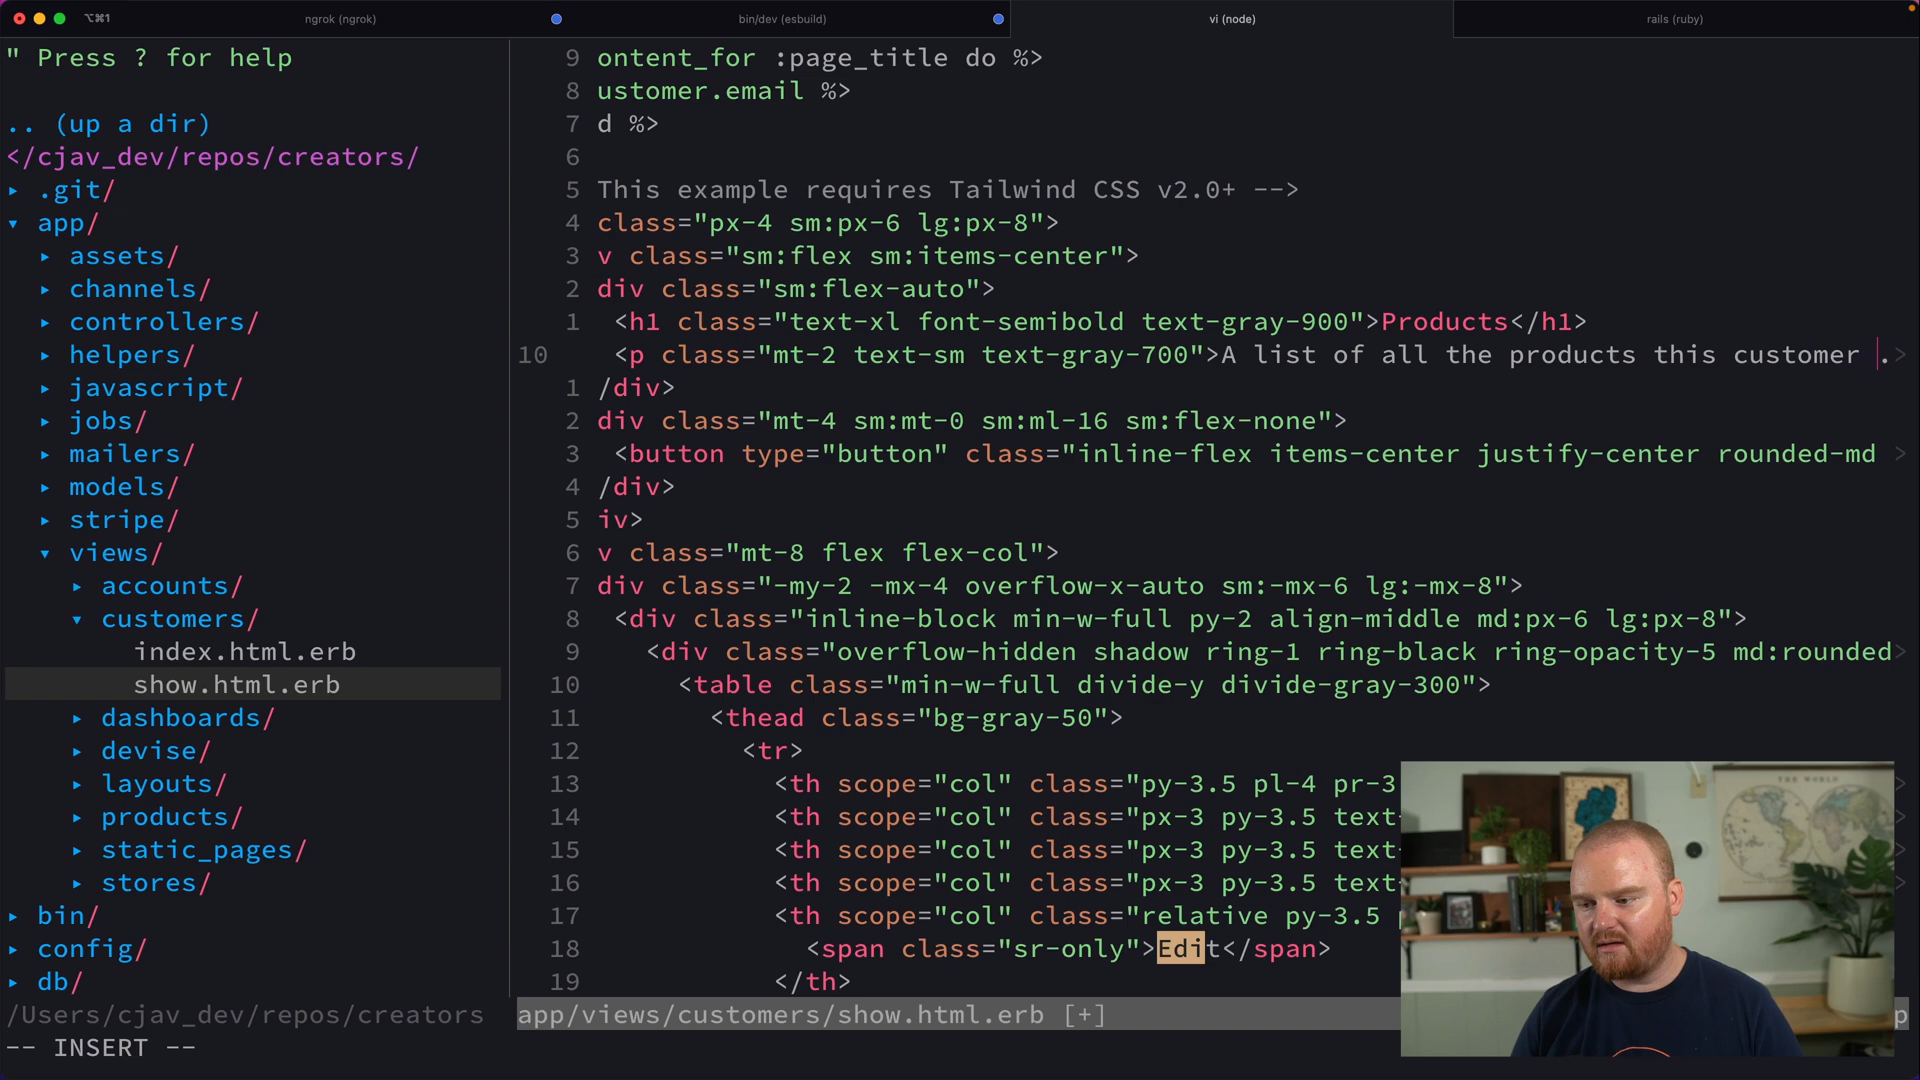 ⌥⌘1
ngrok (ngrok)
bin/dev (esbuild)
vi (node)
rails (ruby)
" Press ? for help
.. (up a dir)
</cjav_dev/repos/creators/
▸ .git/
▾ app/
▸ assets/
▸ channels/
▸ controllers/
▸ helpers/
▸ javascript/
▸ jobs/
▸ mailers/
▸ models/
▸ stripe/
▾ views/
▸ accounts/
▾ customers/
index.html.erb
show.html.erb
▸ dashboards/
▸ devise/
▸ layouts/
▸ products/
▸ static_pages/
▸ stores/
▸ bin/
▸ config/
▸ db/
/Users/cjav_dev/repos/creators
-- INSERT --
9 ontent_for :page_title do %>
8 ustomer.email %>
7 d %>
6
5 This example requires Tailwind CSS v2.0+ -->
4 class="px-4 sm:px-6 lg:px-8">
3 v class="sm:flex sm:items-center">
2 div class="sm:flex-auto">
1 <h1 class="text-xl font-semibold text-gray-900">Products</h1>
10 <p class="mt-2 text-sm text-gray-700">A list of all the products this customer .>
1 /div>
2 div class="mt-4 sm:mt-0 sm:ml-16 sm:flex-none">
3 <button type="button" class="inline-flex items-center justify-center rounded-md >
4 /div>
5 iv>
6 v class="mt-8 flex flex-col">
7 div class="-my-2 -mx-4 overflow-x-auto sm:-mx-6 lg:-mx-8">
8 <div class="inline-block min-w-full py-2 align-middle md:px-6 lg:px-8">
9 <div class="overflow-hidden shadow ring-1 ring-black ring-opacity-5 md:rounded>
10 <table class="min-w-full divide-y divide-gray-300">
11 <thead class="bg-gray-50">
12 <tr>
13 <th scope="col" class="py-3.5 pl-4 pr-3
14 <th scope="col" class="px-3 py-3.5 text-
15 <th scope="col" class="px-3 py-3.5 text-
16 <th scope="col" class="px-3 py-3.5 text-
17 <th scope="col" class="relative py-3.5
18 <span class="sr-only">Edit</span>
19 </th>
app/views/customers/show.html.erb [+]
THE WORLD